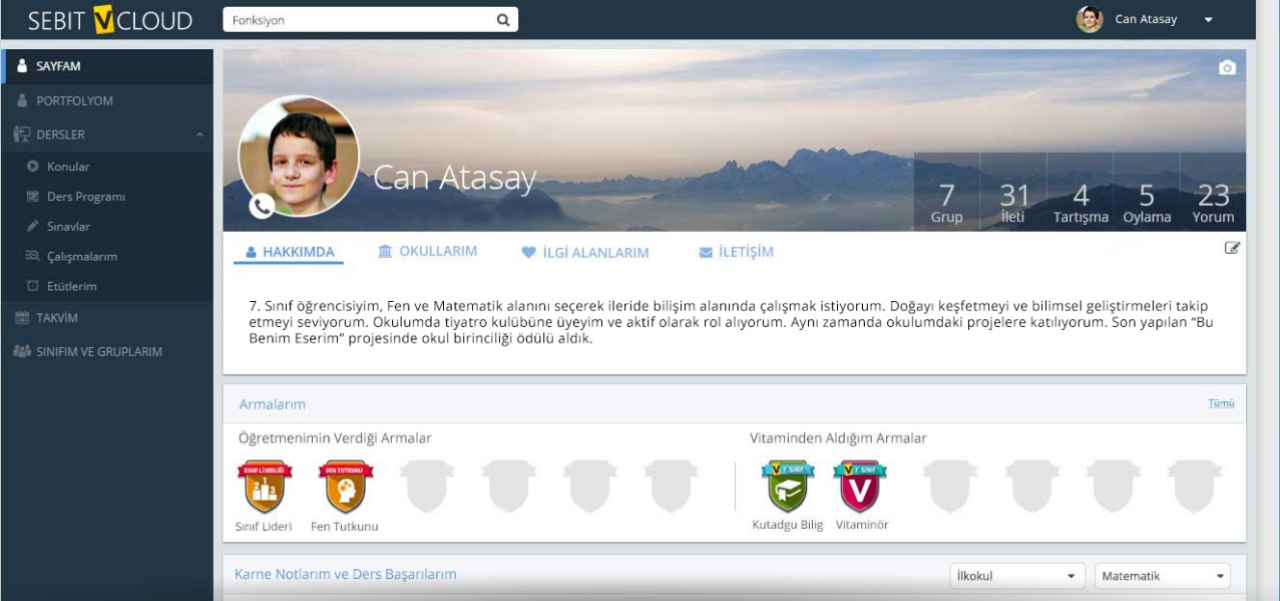 SEBIT VCLOUD
Fonksiyon
Can Atasay
SAYFAM
PORTFOLYOM
DERSLER
Konular
Ders Programı
Sınavlar
Çalışmalarım
Etütlerim
TAKVİM
SINIFIM VE GRUPLARIM
Can Atasay
7 31 4 5 23
Grup İleti Tartışma Oylama Yorum
HAKKIMDA OKULLARIM İLGİ ALANLARIM İLETİŞİM
7. Sınıf öğrencisiyim, Fen ve Matematik alanını seçerek ileride bilişim alanında çalışmak istiyorum. Doğayı keşfetmeyi ve bilimsel geliştirmeleri takip
etmeyi seviyorum. Okulumda tiyatro kulübüne üyeyim ve aktif olarak rol alıyorum. Aynı zamanda okulumdaki projelere katılıyorum. Son yapılan “Bu
Benim Eserim” projesinde okul birinciliği ödülü aldık.
Armalarım Tümü
Öğretmenimin Verdiği Armalar Vitaminden Aldığım Armalar
SINIF LİDERLİĞİ FEN TUTKUNU V 7. SINIF V 7. SINIF
2 1 3 V
Sınıf Lideri Fen Tutkunu Kutadgu Bilig Vitaminör
Karne Notlarım ve Ders Başarılarım İlkokul Matematik